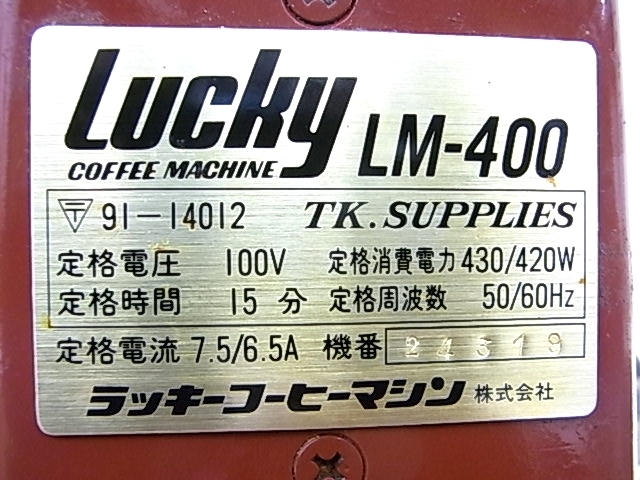 Lucky
COFFEE MACHINE LM-400
〒 91-14012 TK. SUPPLIES
定格電圧 100V 定格消費電力 430/420W
定格時間 15分 定格周波数 50/60Hz
定格電流 7.5/6.5A 機番 24519
ラッキーコーヒーマシン 株式会社